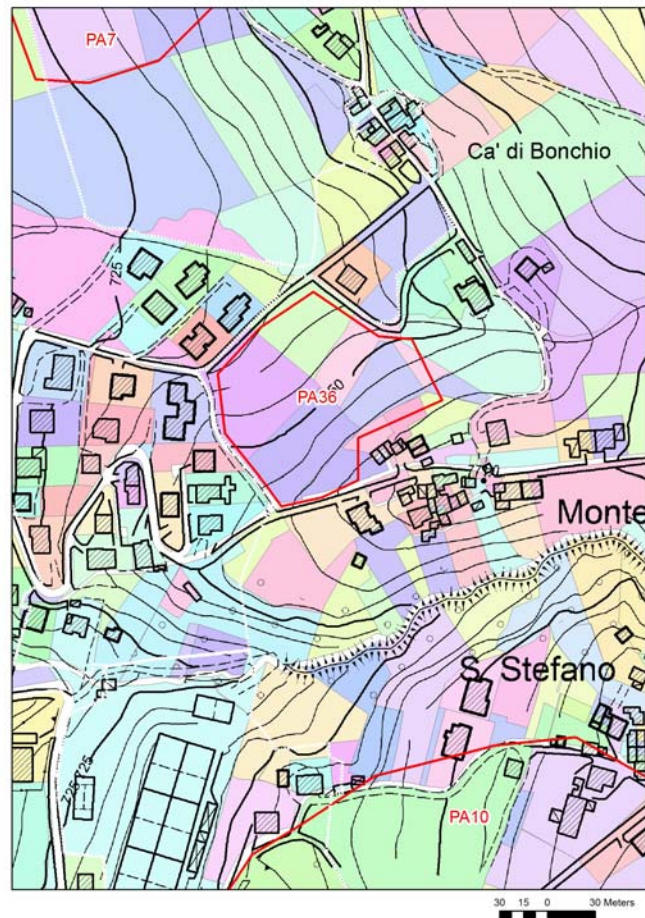 PA7
Ca' di Bonchio
725
PA36
Monte
S. Stefano
PA10
30 15 0 30 Meters